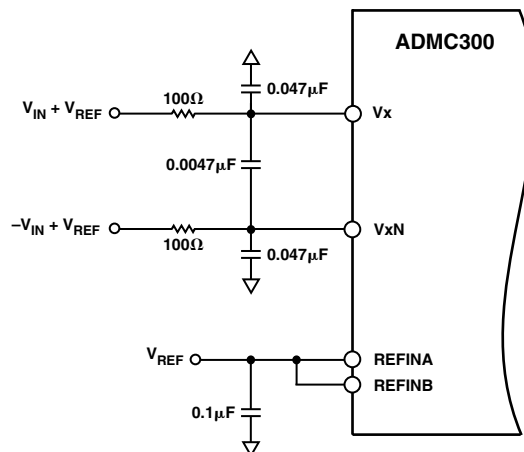 ADMC300
0.047µF
100Ω
V_IN + V_REF
Vx
0.0047µF
–V_IN + V_REF
VxN
100Ω
0.047µF
V_REF
REFINA
REFINB
0.1µF